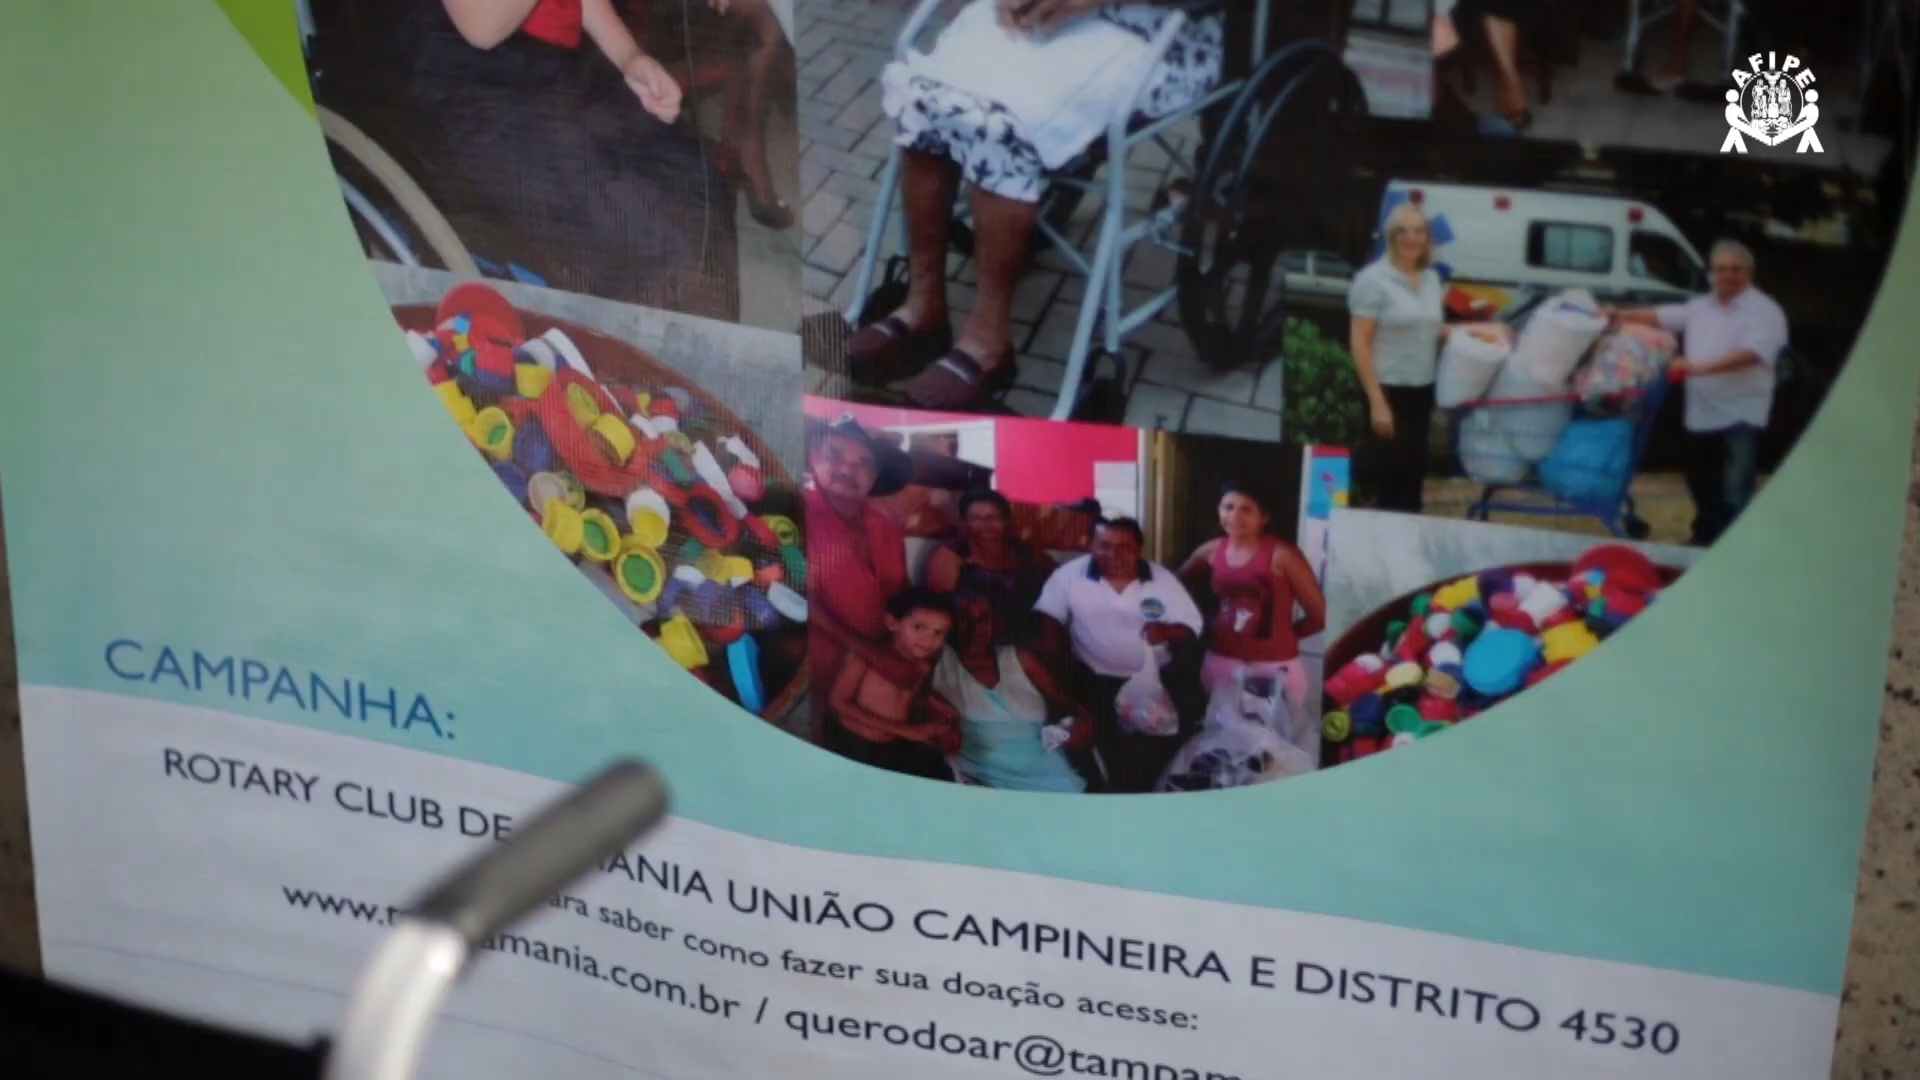 AFIPE
CAMPANHA:
ROTARY CLUB DE ANIA UNIÃO CAMPINEIRA E DISTRITO 4530
ara saber como fazer sua doação acesse:
www.t amania.com.br / querodoar@tampam